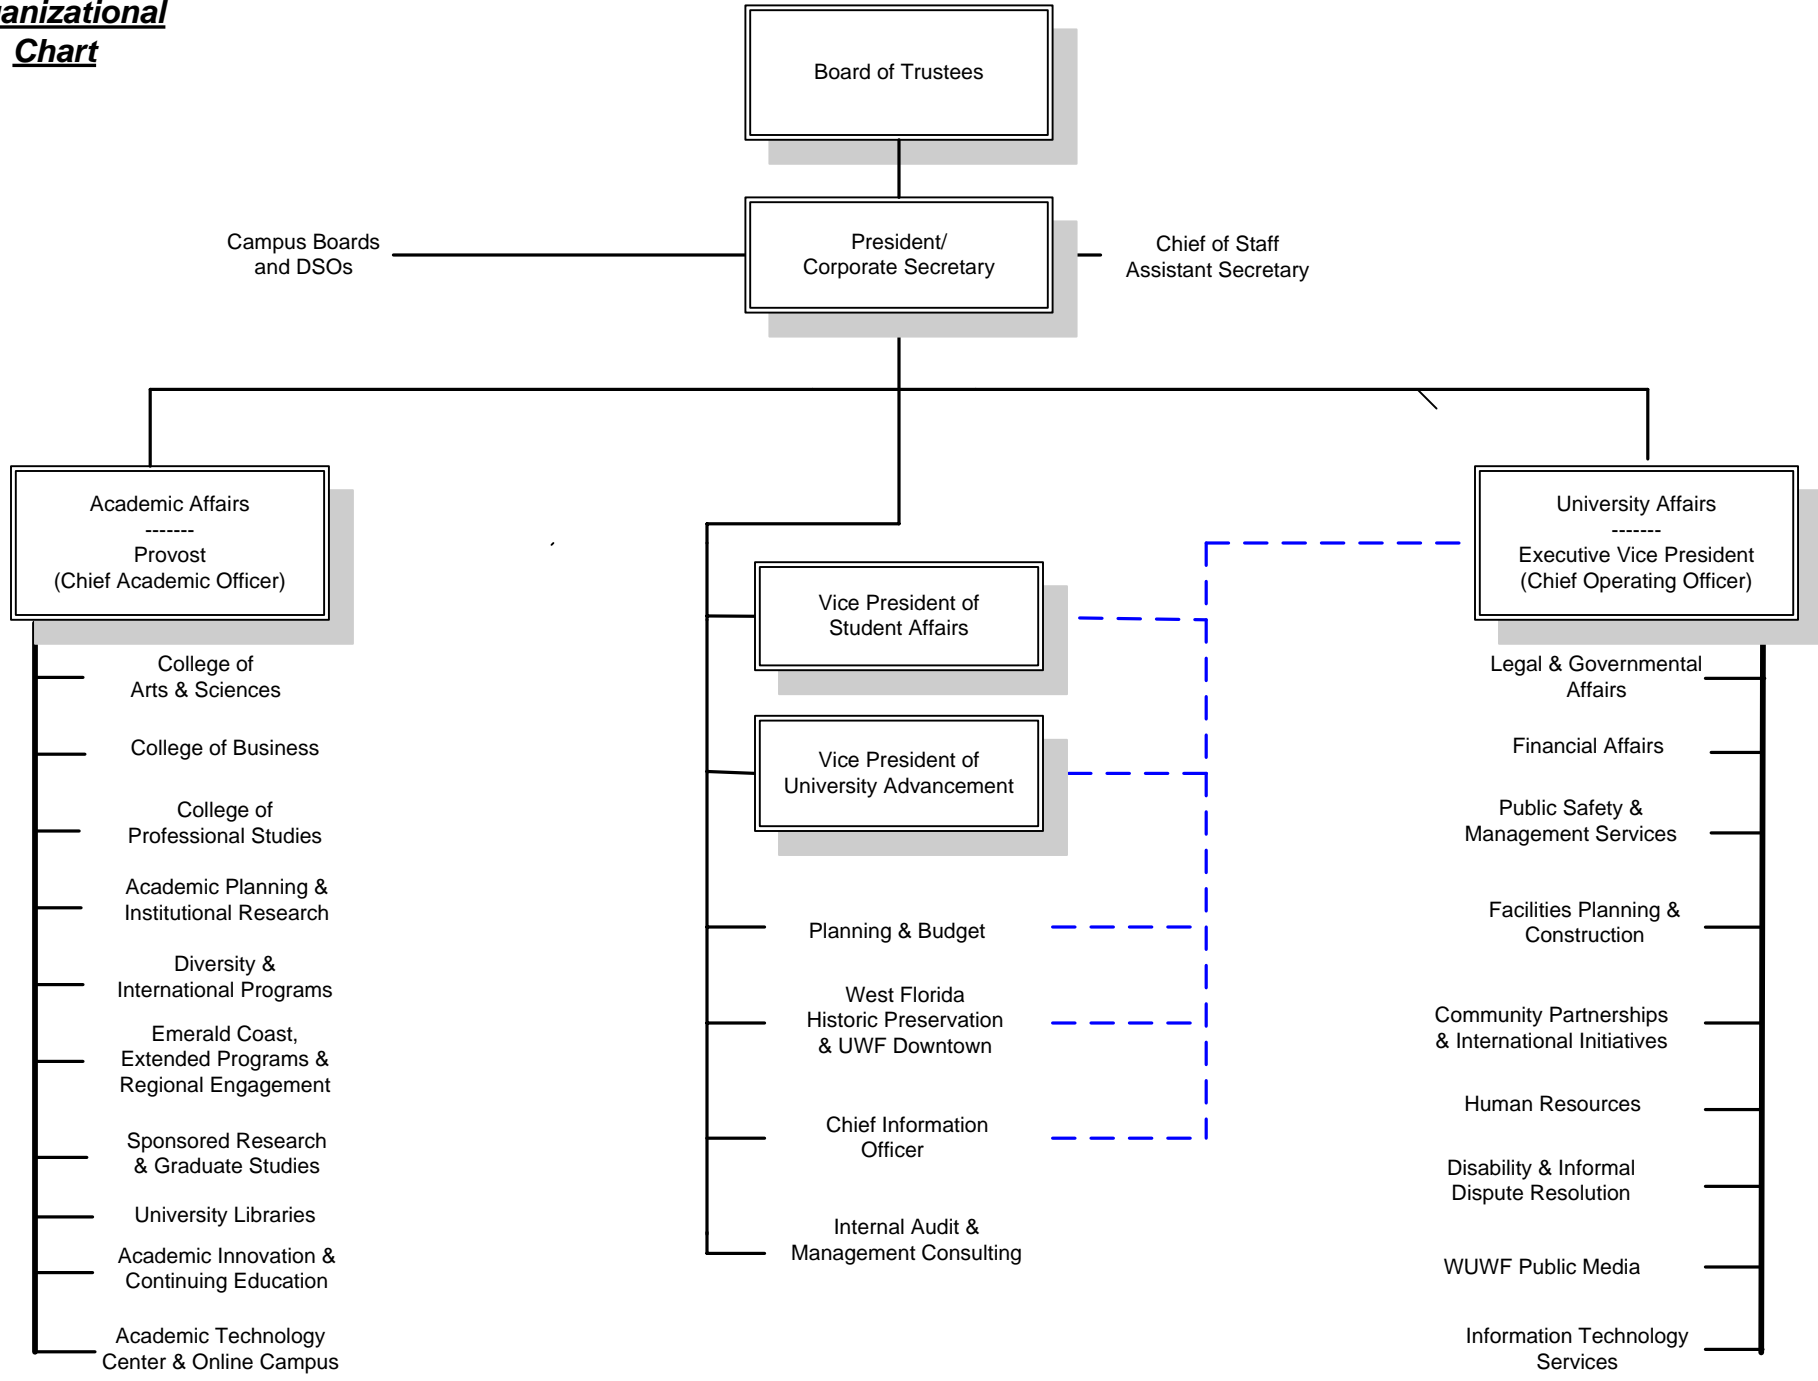 Chart
Board of Trustees
Campus Boards
and DSOs
President/
Corporate Secretary
Chief of Staff
Assistant Secretary
Academic Affairs
-------
Provost
(Chief Academic Officer)
College of
Arts & Sciences
College of Business
College of
Professional Studies
Academic Planning &
Institutional Research
Diversity &
International Programs
Emerald Coast,
Extended Programs &
Regional Engagement
Sponsored Research
& Graduate Studies
University Libraries
Academic Innovation &
Continuing Education
Academic Technology
Center & Online Campus
Vice President of
Student Affairs
Vice President of
University Advancement
Planning & Budget
West Florida
Historic Preservation
& UWF Downtown
Chief Information
Officer
Internal Audit &
Management Consulting
University Affairs
-------
Executive Vice President
(Chief Operating Officer)
Legal & Governmental
Affairs
Financial Affairs
Public Safety &
Management Services
Facilities Planning &
Construction
Community Partnerships
& International Initiatives
Human Resources
Disability & Informal
Dispute Resolution
WUWF Public Media
Information Technology
Services